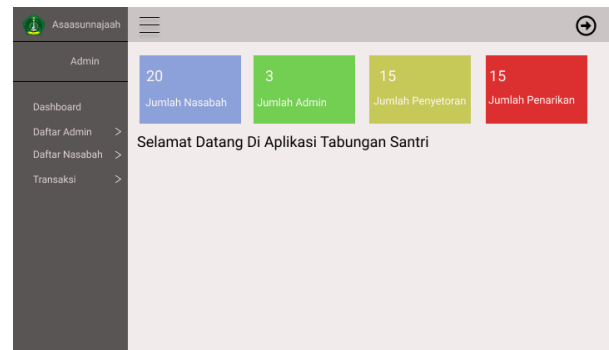 Asaasunnajaah
Admin
Dashboard
Daftar Admin >
Daftar Nasabah >
Transaksi >
20
Jumlah Nasabah
3
Jumlah Admin
15
Jumlah Penyetoran
15
Jumlah Penarikan
Selamat Datang Di Aplikasi Tabungan Santri